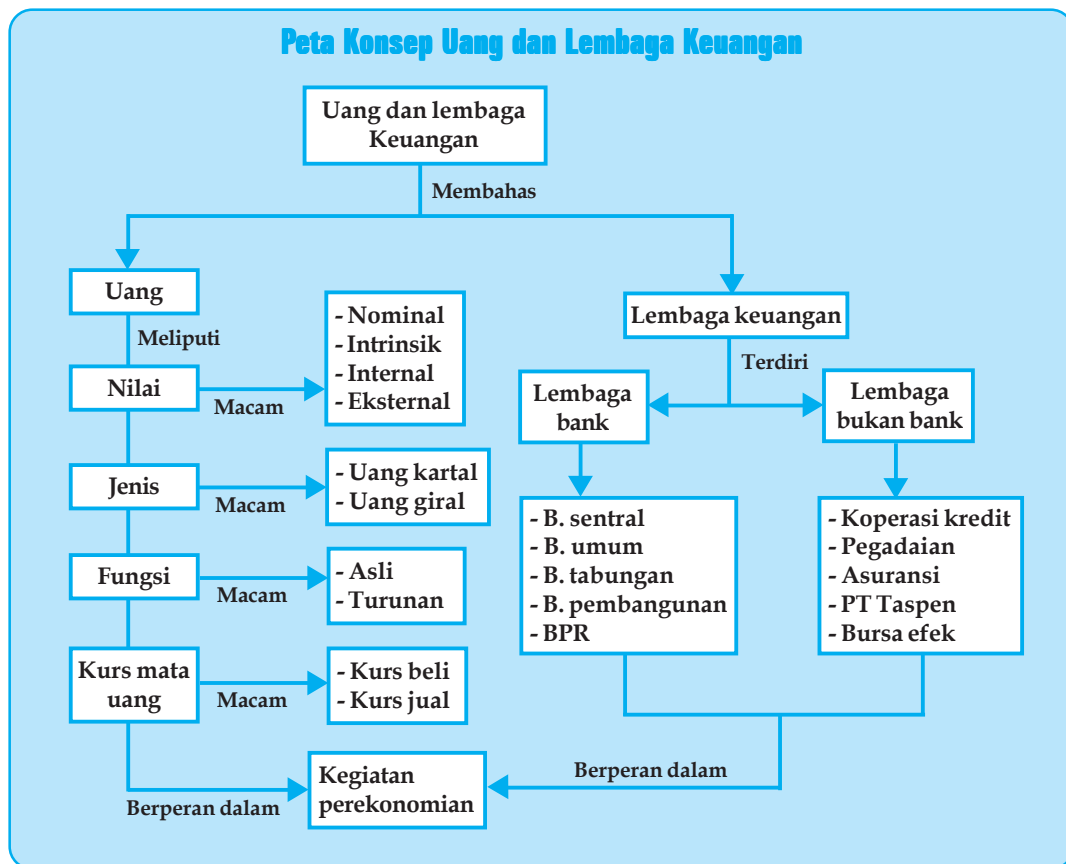 Peta Konsep Uang dan Lembaga Keuangan
Uang dan lembaga
Keuangan
Membahas
Uang
Meliputi
Nilai
Macam
- Nominal
- Intrinsik
- Internal
- Eksternal
Jenis
Macam
- Uang kartal
- Uang giral
Fungsi
Macam
- Asli
- Turunan
Kurs mata
uang
Macam
- Kurs beli
- Kurs jual
Berperan dalam
Kegiatan
perekonomian
Lembaga keuangan
Terdiri
Lembaga
bank
- B. sentral
- B. umum
- B. tabungan
- B. pembangunan
- BPR
Lembaga
bukan bank
- Koperasi kredit
- Pegadaian
- Asuransi
- PT Taspen
- Bursa efek
Berperan dalam